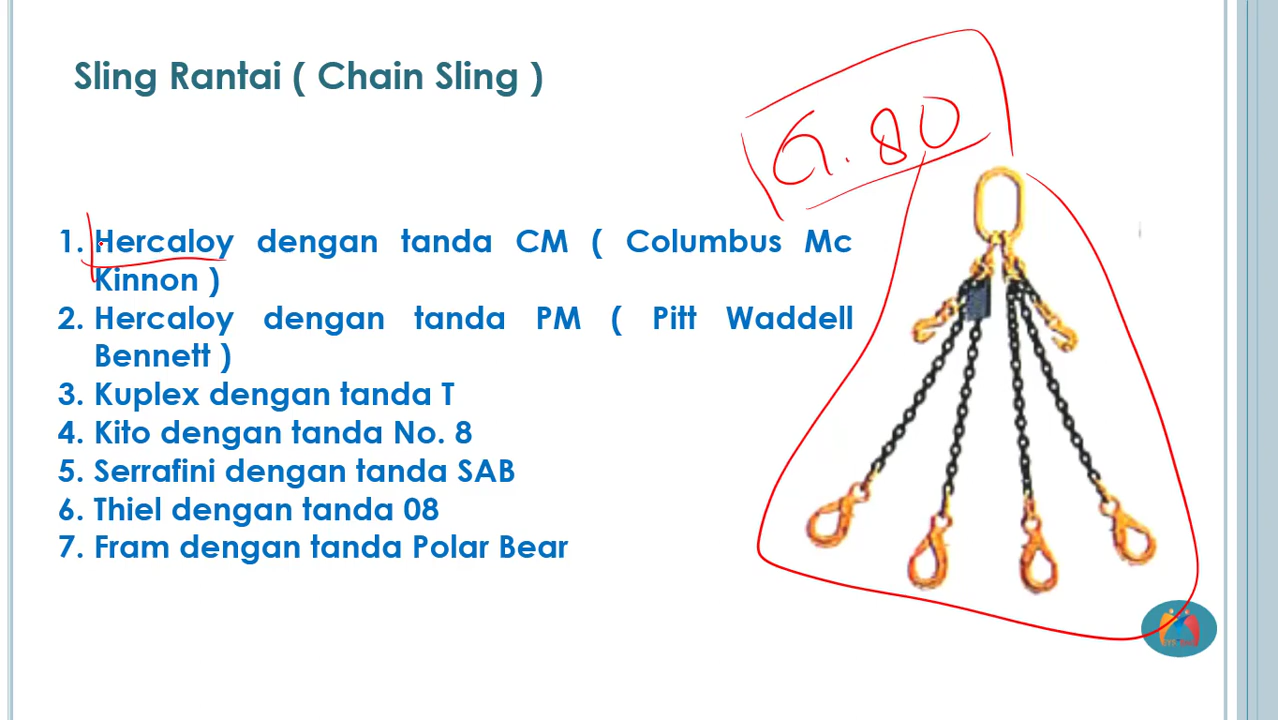 Sling Rantai ( Chain Sling )
G.80
1. Hercaloy dengan tanda CM ( Columbus Mc
Kinnon )
2. Hercaloy dengan tanda PM ( Pitt Waddell
Bennett )
3. Kuplex dengan tanda T
4. Kito dengan tanda No. 8
5. Serrafini dengan tanda SAB
6. Thiel dengan tanda 08
7. Fram dengan tanda Polar Bear